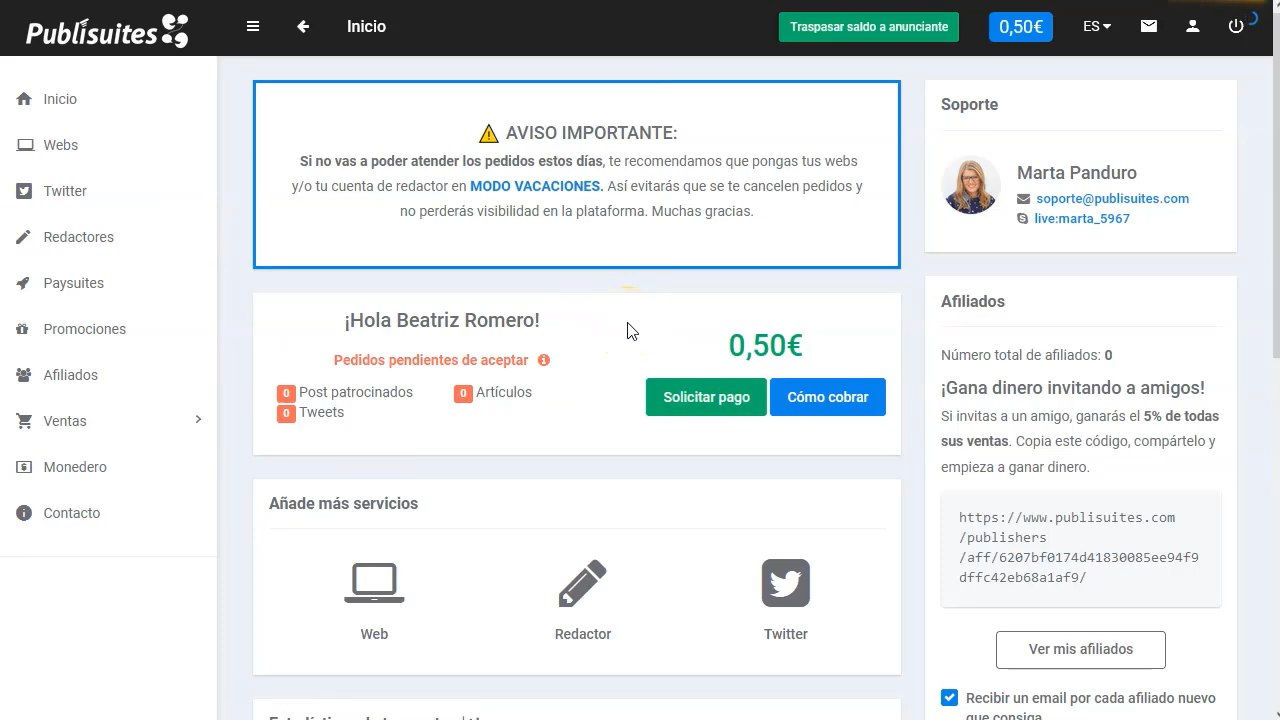 Publisuites
Inicio
Traspasar saldo a anunciante
0,50€
ES
Inicio
Webs
Twitter
Redactores
Paysuites
Promociones
Afiliados
Ventas
Monedero
Contacto
AVISO IMPORTANTE:
Si no vas a poder atender los pedidos estos días, te recomendamos que pongas tus webs
y/o tu cuenta de redactor en MODO VACACIONES. Así evitarás que se te cancelen pedidos y
no perderás visibilidad en la plataforma. Muchas gracias.
¡Hola Beatriz Romero!
Pedidos pendientes de aceptar
0 Post patrocinados
0 Artículos
0 Tweets
0,50€
Solicitar pago
Cómo cobrar
Añade más servicios
Web
Redactor
Twitter
Soporte
Marta Panduro
soporte@publisuites.com
live:marta_5967
Afiliados
Número total de afiliados: 0
¡Gana dinero invitando a amigos!
Si invitas a un amigo, ganarás el 5% de todas
sus ventas. Copia este código, compártelo y
empieza a ganar dinero.
https://www.publisuites.com
/publishers
/aff/6207bf0174d41830085ee94f9
dffc42eb68a1af9/
Ver mis afiliados
Recibir un email por cada afiliado nuevo
que consiga